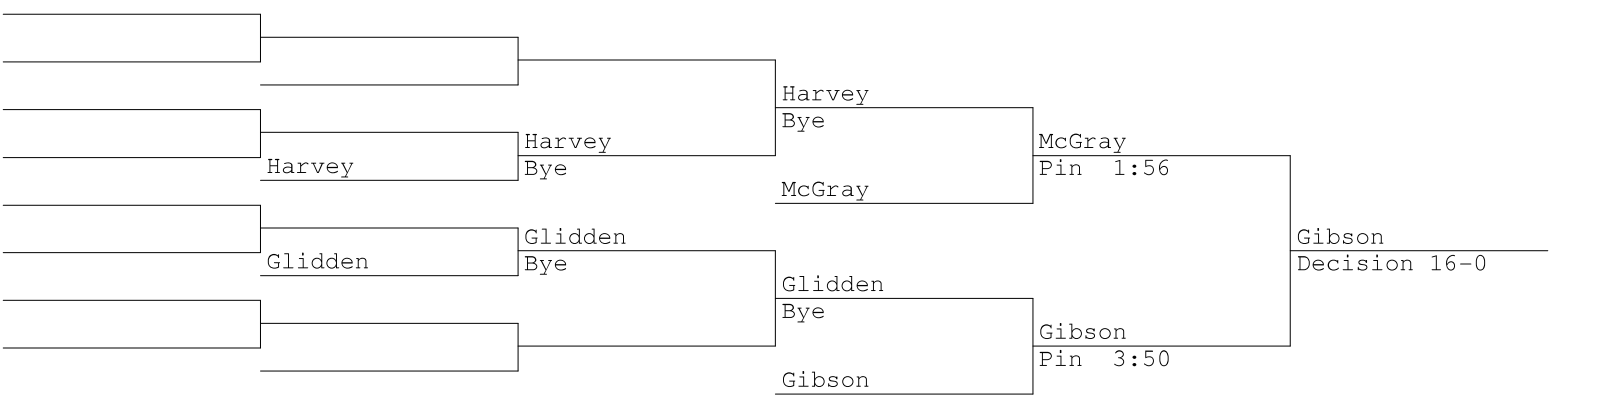 Harvey
Bye
Harvey
McGray
Bye
Pin 1:56
Harvey
McGray
Glidden
Gibson
Glidden
Bye
Decision 16-0
Glidden
Bye
Gibson
Pin 3:50
Gibson